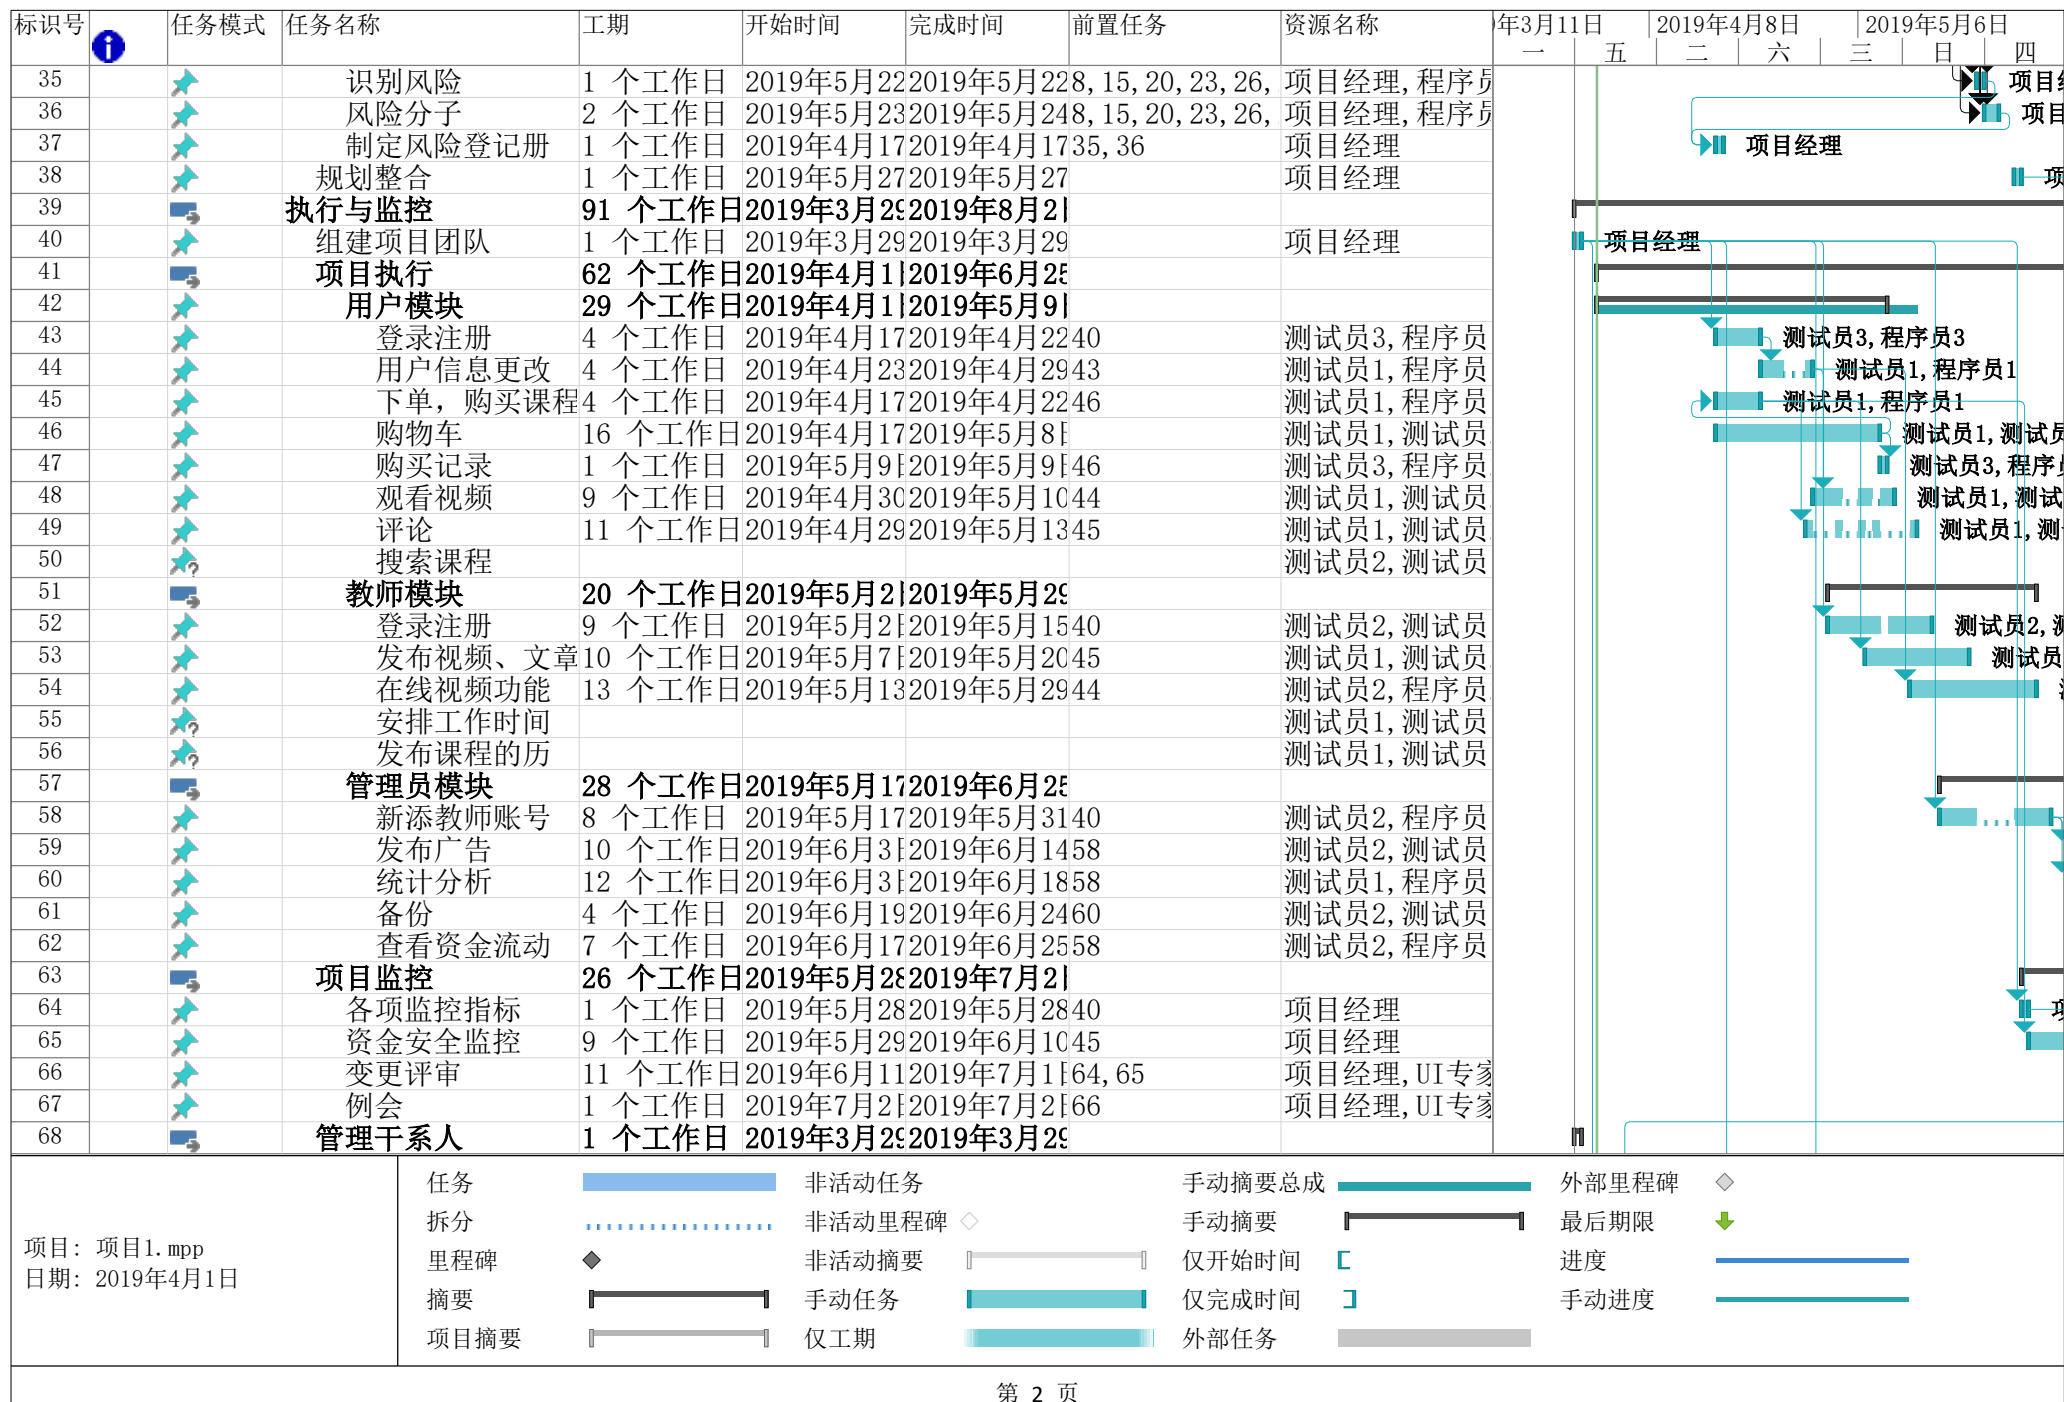 标识号 任务模式 任务名称 工期 开始时间 完成时间 前置任务 资源名称 年3月11日 2019年4月8日 2019年5月6日
一 五 二 六 三 日 四
35 识别风险 1 个工作日 2019年5月22 2019年5月22 8,15,20,23,26, 项目经理,程序员 项目经
36 风险分子 2 个工作日 2019年5月23 2019年5月24 8,15,20,23,26, 项目经理,程序员 项目
37 制定风险登记册 1 个工作日 2019年4月17 2019年4月17 35,36 项目经理 项目经理
38 规划整合 1 个工作日 2019年5月27 2019年5月27 项目经理 项
39 执行与监控 91 个工作日 2019年3月29 2019年8月2日
40 组建项目团队 1 个工作日 2019年3月29 2019年3月29 项目经理 项目经理
41 项目执行 62 个工作日 2019年4月1日 2019年6月25
42 用户模块 29 个工作日 2019年4月1日 2019年5月9日
43 登录注册 4 个工作日 2019年4月17 2019年4月22 40 测试员3,程序员 测试员3,程序员3
44 用户信息更改 4 个工作日 2019年4月23 2019年4月29 43 测试员1,程序员 测试员1,程序员1
45 下单，购买课程 4 个工作日 2019年4月17 2019年4月22 46 测试员1,程序员 测试员1,程序员1
46 购物车 16 个工作日 2019年4月17 2019年5月8日 测试员1,测试员 测试员1,测试员
47 购买记录 1 个工作日 2019年5月9日 2019年5月9日 46 测试员3,程序员 测试员3,程序员
48 观看视频 9 个工作日 2019年4月30 2019年5月10 44 测试员1,测试员 测试员1,测试
49 评论 11 个工作日 2019年4月29 2019年5月13 45 测试员1,测试员 测试员1,测
50 搜索课程 测试员2,测试员
51 教师模块 20 个工作日 2019年5月2日 2019年5月29
52 登录注册 9 个工作日 2019年5月2日 2019年5月15 40 测试员2,测试员 测试员2,测
53 发布视频、文章 10 个工作日 2019年5月7日 2019年5月20 45 测试员1,测试员 测试员
54 在线视频功能 13 个工作日 2019年5月13 2019年5月29 44 测试员2,程序员
55 安排工作时间 测试员1,测试员
56 发布课程的历 测试员1,测试员
57 管理员模块 28 个工作日 2019年5月17 2019年6月25
58 新添教师账号 8 个工作日 2019年5月17 2019年5月31 40 测试员2,程序员
59 发布广告 10 个工作日 2019年6月3日 2019年6月14 58 测试员2,测试员
60 统计分析 12 个工作日 2019年6月3日 2019年6月18 58 测试员1,程序员
61 备份 4 个工作日 2019年6月19 2019年6月24 60 测试员2,测试员
62 查看资金流动 7 个工作日 2019年6月17 2019年6月25 58 测试员2,程序员
63 项目监控 26 个工作日 2019年5月28 2019年7月2日
64 各项监控指标 1 个工作日 2019年5月28 2019年5月28 40 项目经理 项
65 资金安全监控 9 个工作日 2019年5月29 2019年6月10 45 项目经理
66 变更评审 11 个工作日 2019年6月11 2019年7月1日 64,65 项目经理,UI专家
67 例会 1 个工作日 2019年7月2日 2019年7月2日 66 项目经理,UI专家
68 管理干系人 1 个工作日 2019年3月29 2019年3月29
项目: 项目1.mpp
日期: 2019年4月1日
任务 非活动任务 手动摘要总成 外部里程碑
拆分 非活动里程碑 手动摘要 最后期限
里程碑 非活动摘要 仅开始时间 进度
摘要 手动任务 仅完成时间 手动进度
项目摘要 仅工期 外部任务
第 2 页